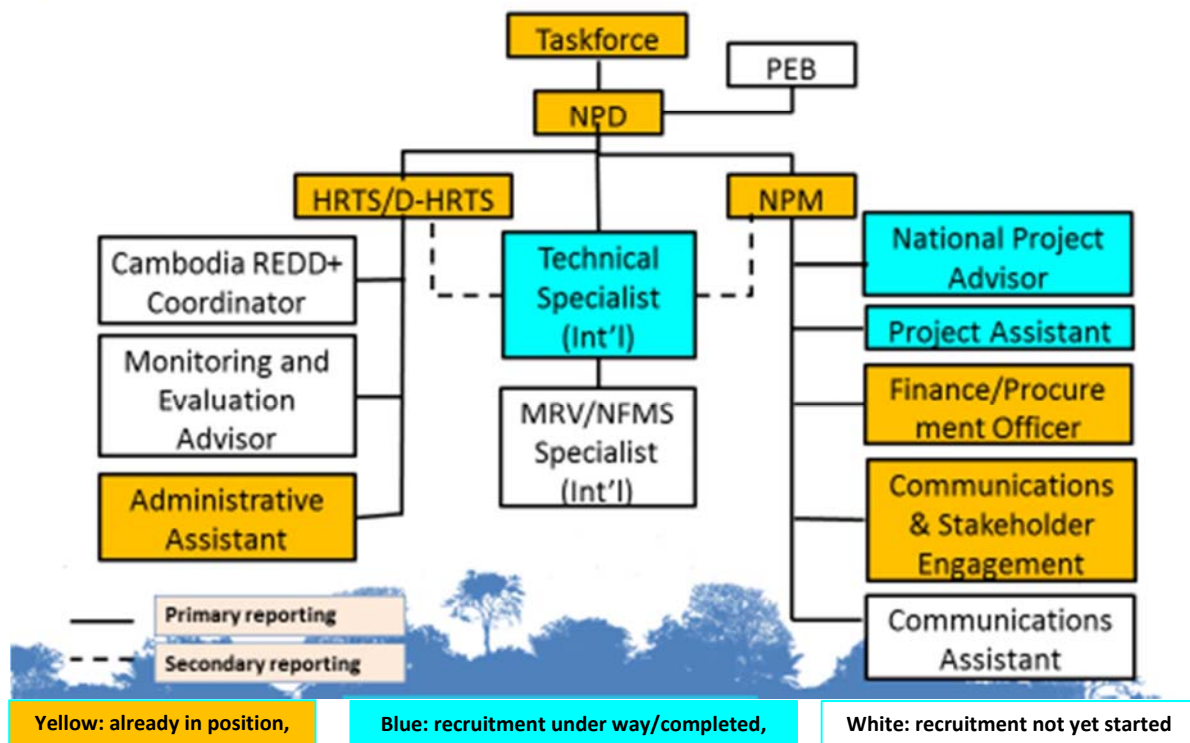 Taskforce
PEB
NPD
HRTS/D-HRTS
NPM
Cambodia REDD+
Coordinator
Monitoring and
Evaluation
Advisor
Administrative
Assistant
Technical
Specialist
(Int'l)
MRV/NFMS
Specialist
(Int'l)
National Project
Advisor
Project Assistant
Finance/Procure
ment Officer
Communications
& Stakeholder
Engagement
Communications
Assistant
Primary reporting
Secondary reporting
Yellow: already in position,
Blue: recruitment under way/completed,
White: recruitment not yet started